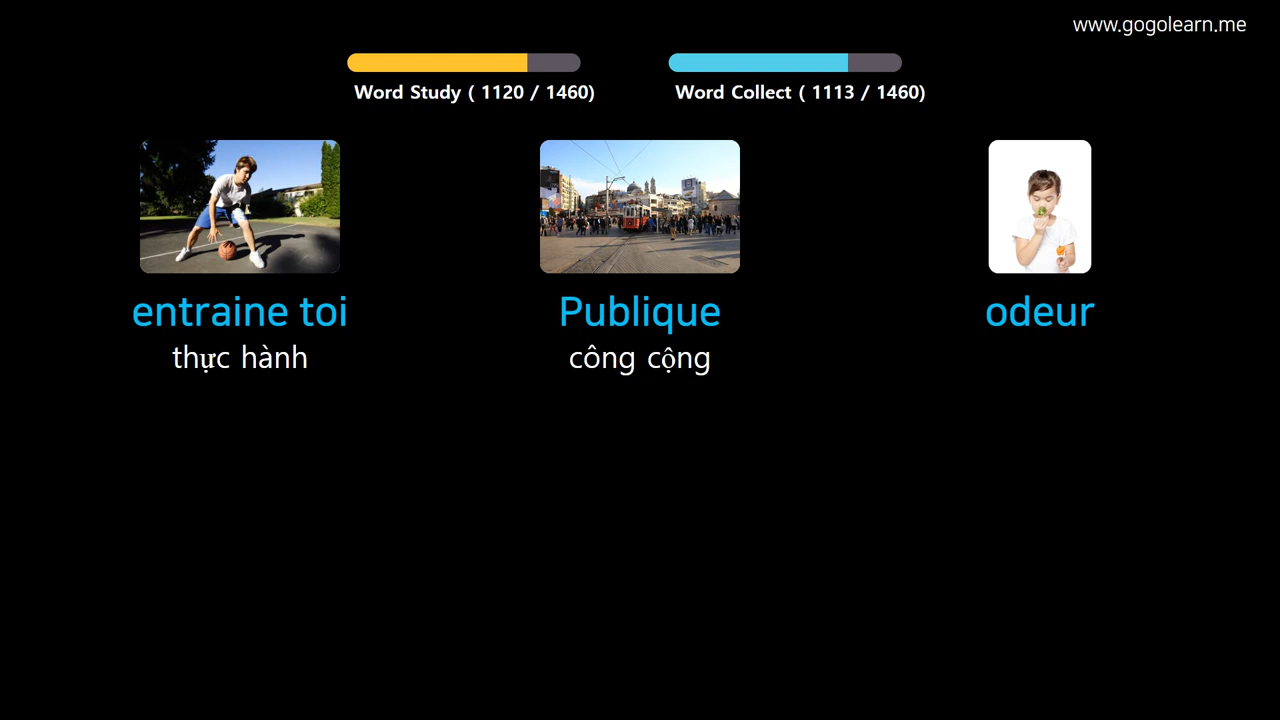 www.gogolearn.me
Word Study ( 1120 / 1460)
Word Collect ( 1113 / 1460)
entraine toi
Publique
odeur
thực hành
công cộng